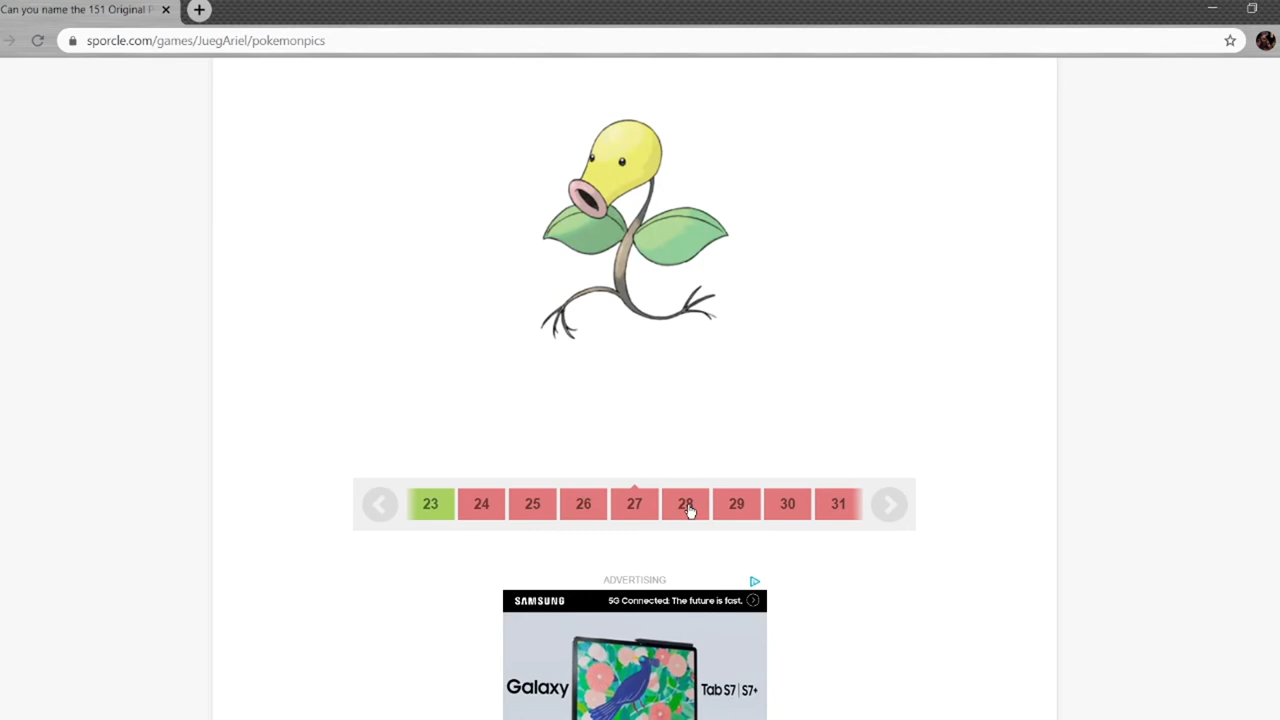 Can you name the 151 Original P
sporcle.com/games/JuegAriel/pokemonpics
23 24 25 26 27 28 29 30 31
ADVERTISING
SAMSUNG 5G Connected: The future is fast.
Galaxy Tab S7 | S7+